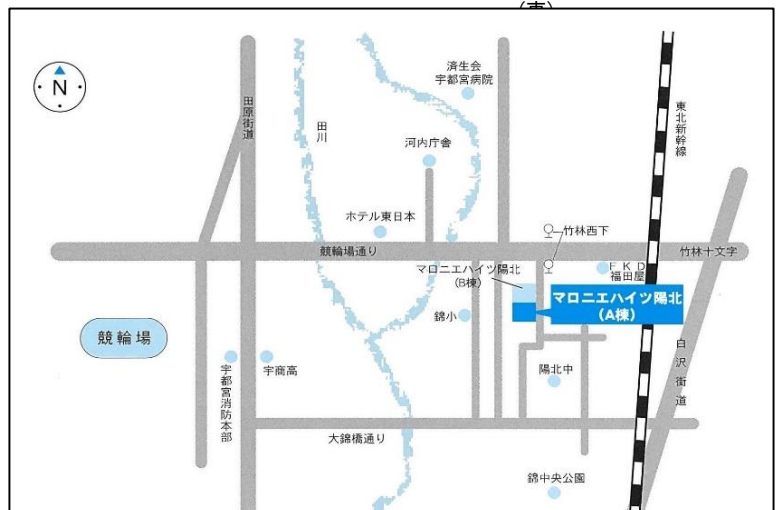 N
済生会
宇都宮病院
田原街道
田川
東北新幹線
河内庁舎
ホテル東日本
竹林西下
競輪場通り
竹林十文字
マロニエハイツ陽北
(B棟)
FKD
福田屋
マロニエハイツ陽北
(A棟)
錦小
競輪場
宇都宮消防本部
宇商高
陽北中
白沢街道
大錦橋通り
錦中央公園